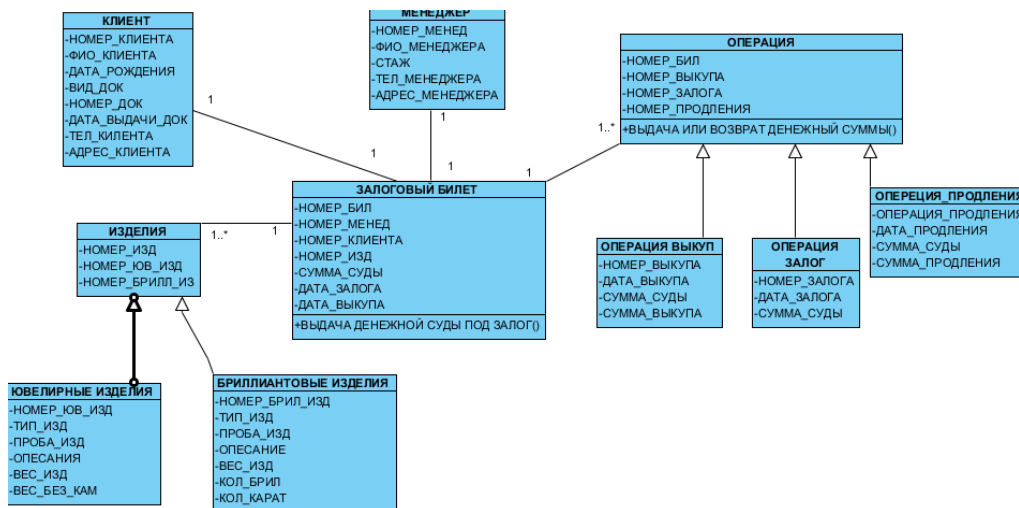 КЛИЕНТ
-НОМЕР_КЛИЕНТА
-ФИО_КЛИЕНТА
-ДАТА_РОЖДЕНИЯ
-ВИД_ДОК
-НОМЕР_ДОК
-ДАТА_ВЫДАЧИ_ДОК
-ТЕЛ_КИЛЕНТА
-АДРЕС_КЛИЕНТА
МЕНЕДЖЕР
-НОМЕР_МЕНЕД
-ФИО_МЕНЕДЖЕРА
-СТАЖ
-ТЕЛ_МЕНЕДЖЕРА
-АДРЕС_МЕНЕДЖЕРА
ОПЕРАЦИЯ
-НОМЕР_БИЛ
-НОМЕР_ВЫКУПА
-НОМЕР_ЗАЛОГА
-НОМЕР_ПРОДЛЕНИЯ
+ВЫДАЧА ИЛИ ВОЗВРАТ ДЕНЕЖНЫЙ СУММЫ()
1
1
1
1
1..*
1
ЗАЛОГОВЫЙ БИЛЕТ
-НОМЕР_БИЛ
-НОМЕР_МЕНЕД
-НОМЕР_КЛИЕНТА
-НОМЕР_ИЗД
-СУММА_СУДЫ
-ДАТА_ЗАЛОГА
-ДАТА_ВЫКУПА
+ВЫДАЧА ДЕНЕЖНОЙ СУДЫ ПОД ЗАЛОГ()
1..*
1
ИЗДЕЛИЯ
-НОМЕР_ИЗД
-НОМЕР_ЮВ_ИЗД
-НОМЕР_БРИЛЛ_ИЗ
ОПЕРАЦИЯ ВЫКУП
-НОМЕР_ВЫКУПА
-ДАТА_ВЫКУПА
-СУММА_СУДЫ
-СУММА_ВЫКУПА
ОПЕРАЦИЯ
ЗАЛОГ
-НОМЕР_ЗАЛОГА
-ДАТА_ЗАЛОГА
-СУММА_СУДЫ
ОПЕРЕЦИЯ_ПРОДЛЕНИЯ
-ОПЕРАЦИЯ_ПРОДЛЕНИЯ
-ДАТА_ПРОДЛЕНИЯ
-СУММА_СУДЫ
-СУММА_ПРОДЛЕНИЯ
ЮВЕЛИРНЫЕ ИЗДЕЛИЯ
-НОМЕР_ЮВ_ИЗД
-ТИП_ИЗД
-ПРОБА_ИЗД
-ОПЕСАНИЯ
-ВЕС_ИЗД
-ВЕС_БЕЗ_КАМ
БРИЛЛИАНТОВЫЕ ИЗДЕЛИЯ
-НОМЕР_БРИЛ_ИЗД
-ТИП_ИЗД
-ПРОБА_ИЗД
-ОПЕСАНИЕ
-ВЕС_ИЗД
-КОЛ_БРИЛ
-КОЛ_КАРАТ